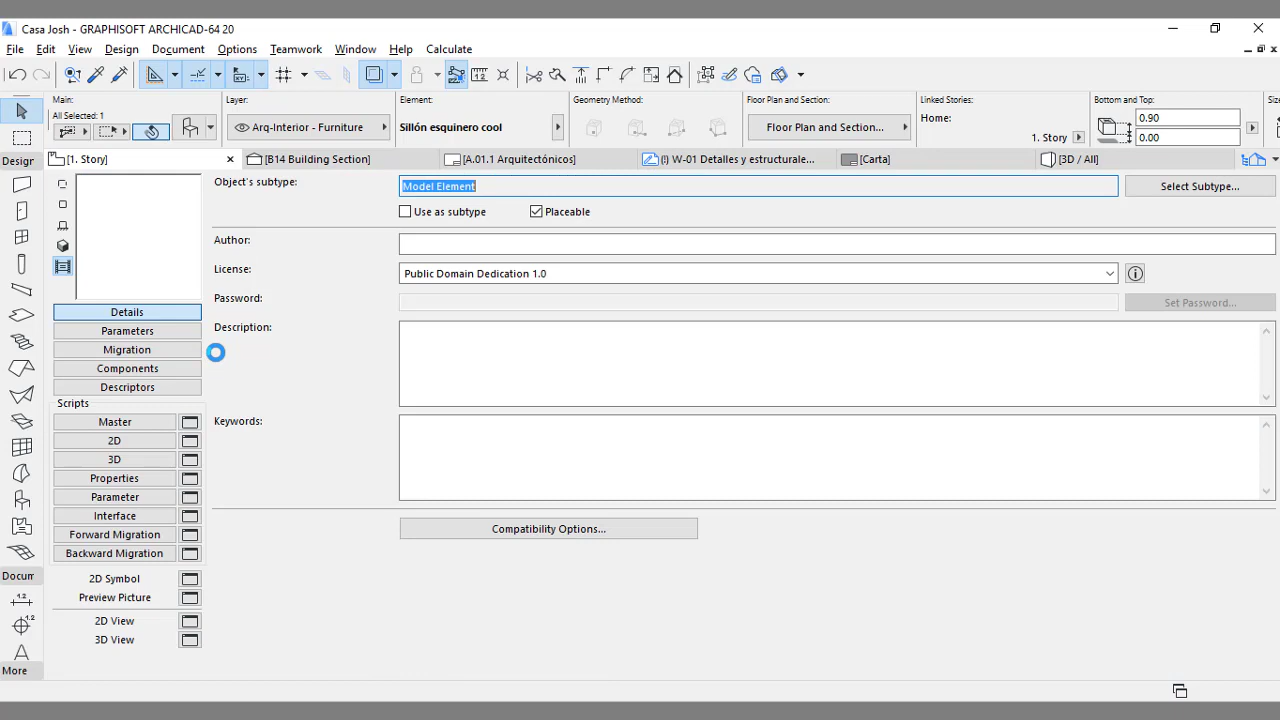 Casa Josh - GRAPHISOFT ARCHICAD-64 20
File Edit View Design Document Options Teamwork Window Help Calculate
Main: Layer: Element: Geometry Method: Floor Plan and Section: Linked Stories: Bottom and Top:
All Selected: 1
Arq-Interior - Furniture
Sillón esquinero cool
Floor Plan and Section...
Home:
1. Story
0.90
0.00
[1. Story] [B14 Building Section] [A.01.1 Arquitectónicos] (!) W-01 Detalles y estructurale... [Carta] [3D / All]
Design
Object's subtype: Model Element Select Subtype...
Use as subtype Placeable
Author:
License: Public Domain Dedication 1.0
Password: Set Password...
Description:
Keywords:
Compatibility Options...
Details
Parameters
Migration
Components
Descriptors
Scripts
Master
2D
3D
Properties
Parameter
Interface
Forward Migration
Backward Migration
2D Symbol
Preview Picture
2D View
3D View
Docum
1.2
1.2
A
More